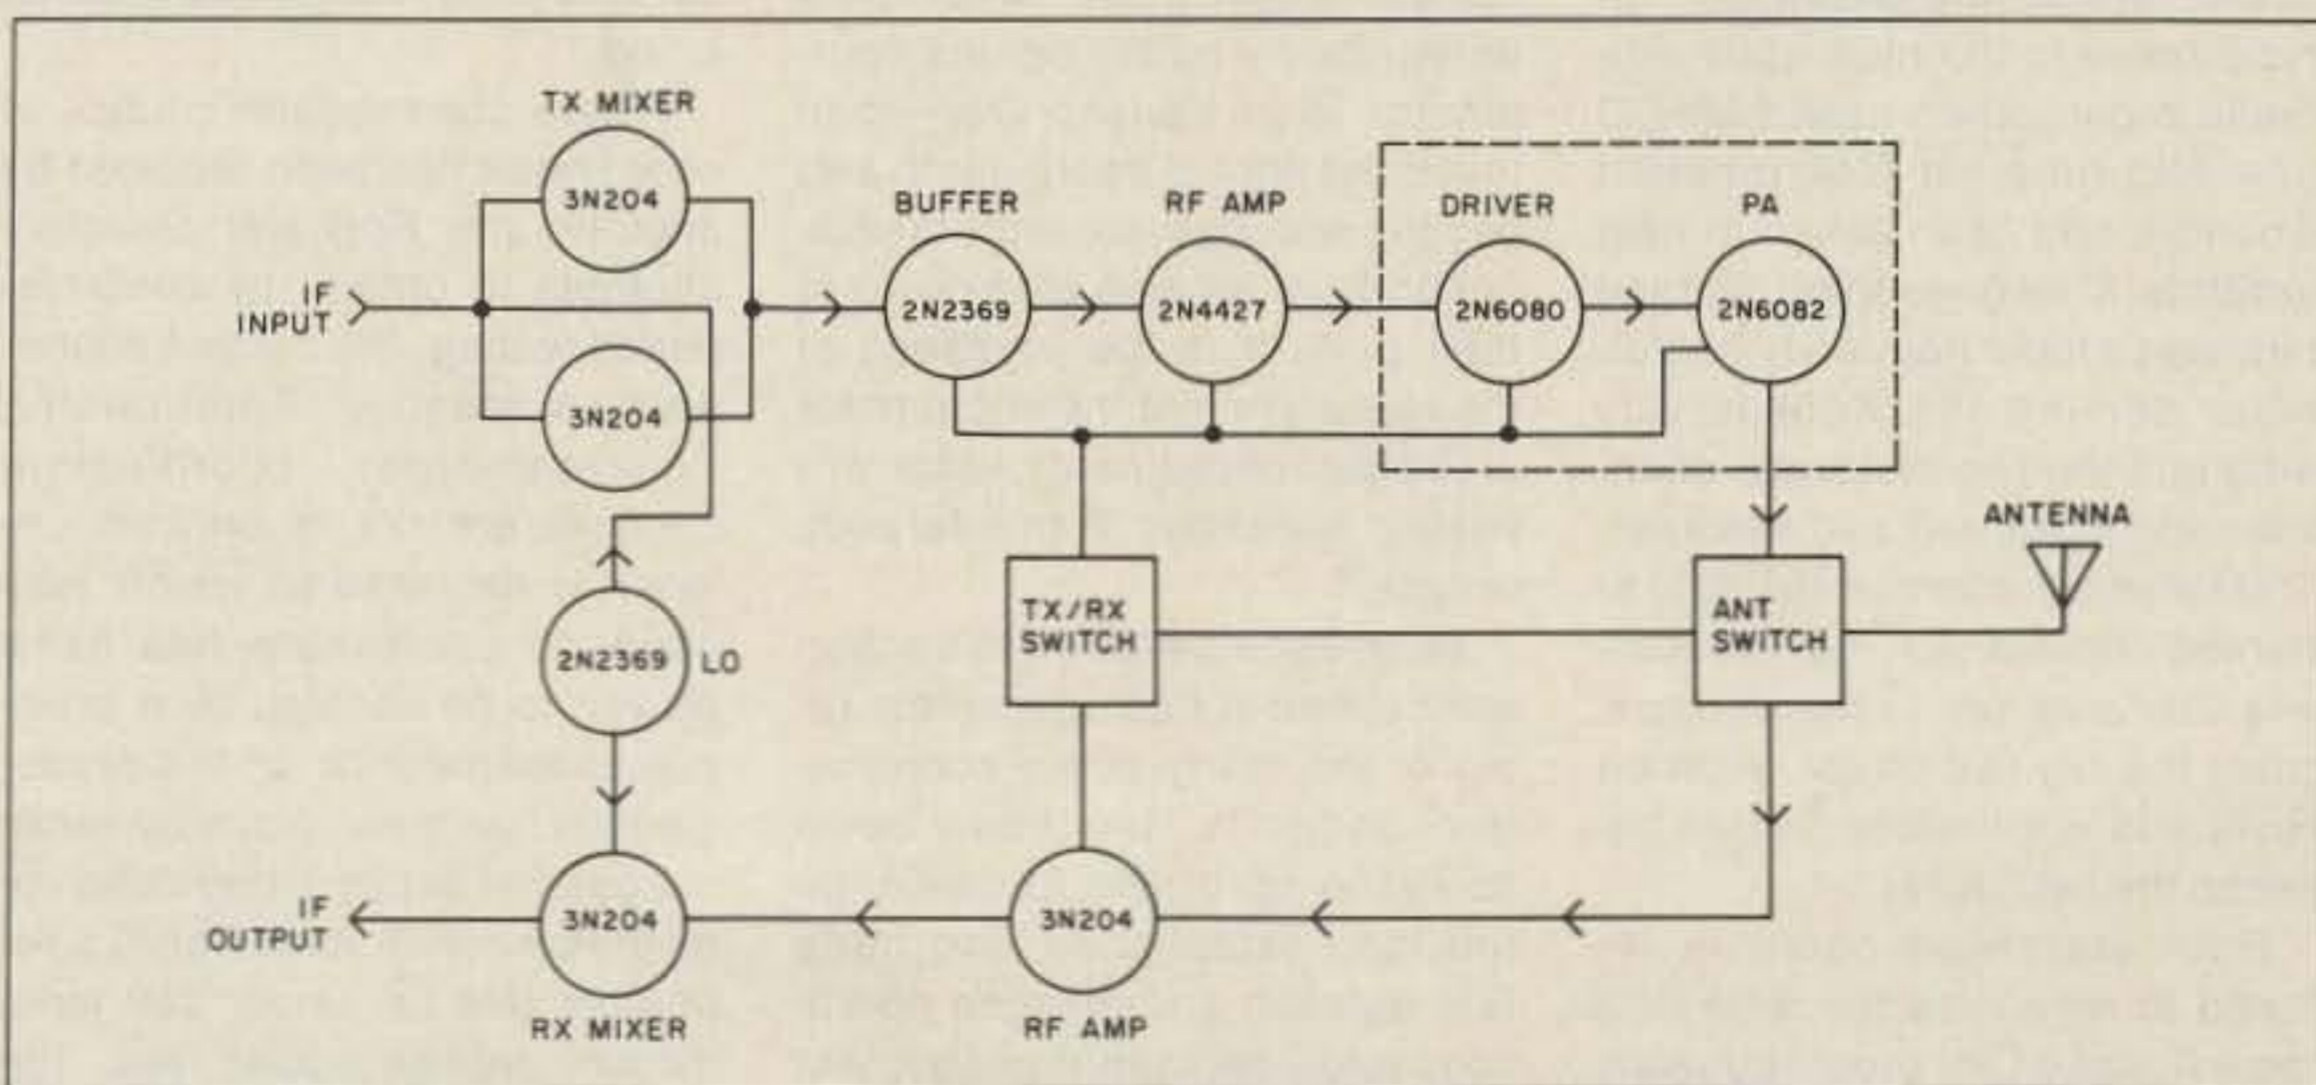 TX MIXER
3N204
BUFFER
RF AMP
DRIVER
PA
IF
INPUT
2N2369
2N4427
2N6080
2N6082
3N204
ANTENNA
TX/RX
SWITCH
ANT
SWITCH
2N2369
LO
IF
OUTPUT
3N204
3N204
RX MIXER
RF AMP